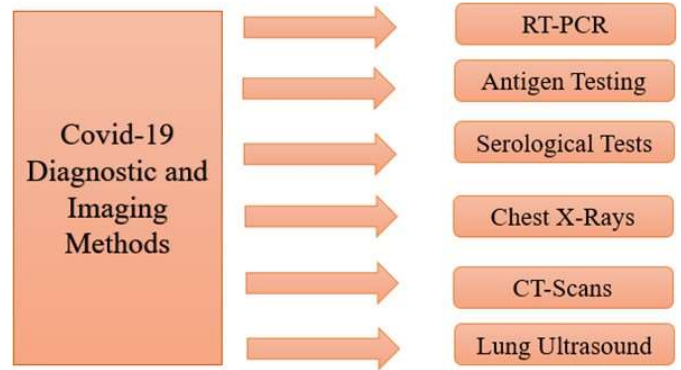 Covid-19
Diagnostic and
Imaging
Methods
RT-PCR
Antigen Testing
Serological Tests
Chest X-Rays
CT-Scans
Lung Ultrasound